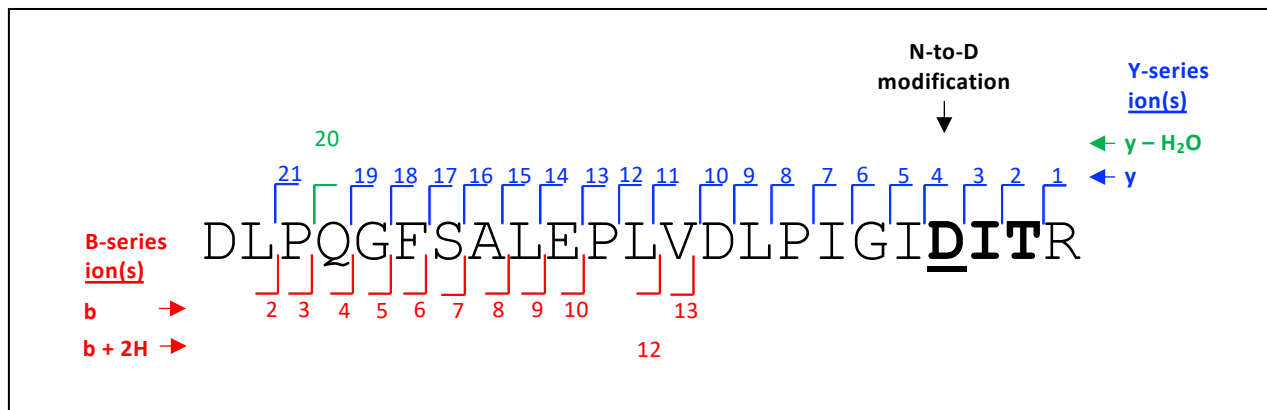 N-to-D
modification
Y-series
ion(s)
y – H₂O
20
21 19 18 17 16 15 14 13 12 11 10 9 8 7 6 5 4 3 2 1
y
DLPQGFSALEPLVDLPIGIDITR
B-series
ion(s)
b
2 3 4 5 6 7 8 9 10 13
b + 2H
12